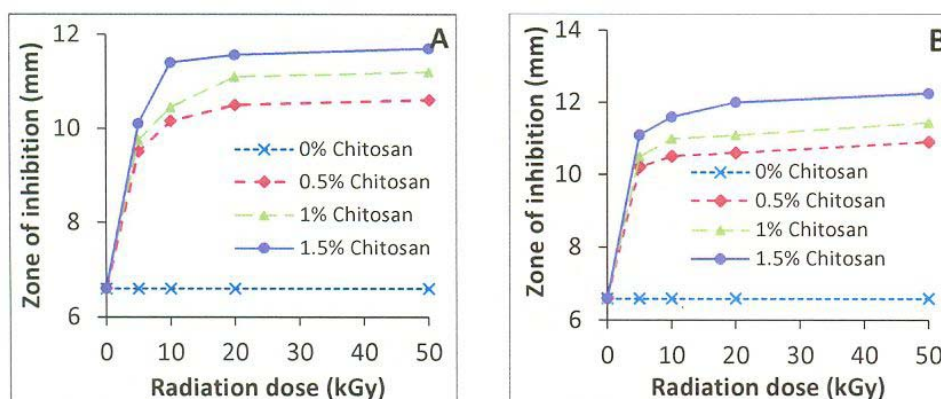 A
Zone of inhibition (mm)
12
10
8
6
0% Chitosan
0.5% Chitosan
1% Chitosan
1.5% Chitosan
0 10 20 30 40 50
Radiation dose (kGy)
B
Zone of inhibition (mm)
14
12
10
8
6
0% Chitosan
0.5% Chitosan
1% Chitosan
1.5% Chitosan
0 10 20 30 40 50
Radiation dose (kGy)